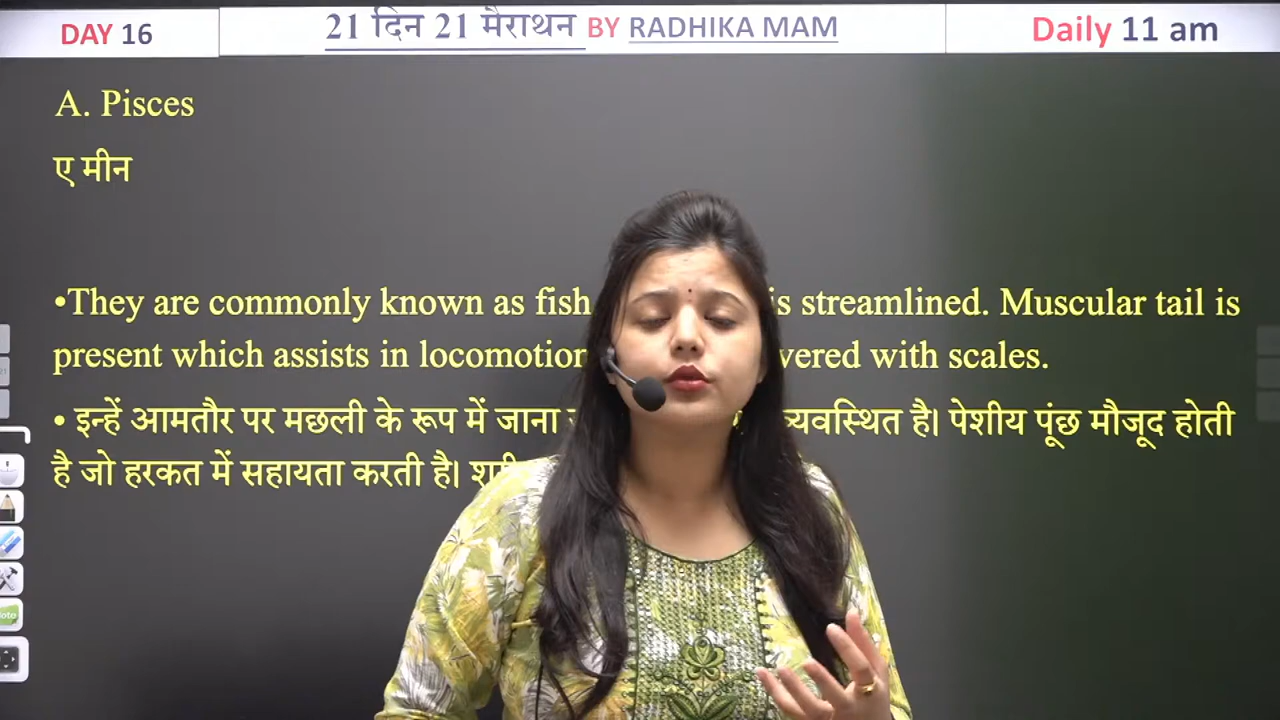 DAY 16
21 दिन 21 मैराथन BY RADHIKA MAM
Daily 11 am
A. Pisces
ए मीन
•They are commonly known as fish is streamlined. Muscular tail is
present which assists in locomotion with scales.
• इन्हें आमतौर पर मछली के रूप में जाना व्यवस्थित है। पेशीय पूंछ मौजूद होती
है जो हरकत में सहायता करती है।